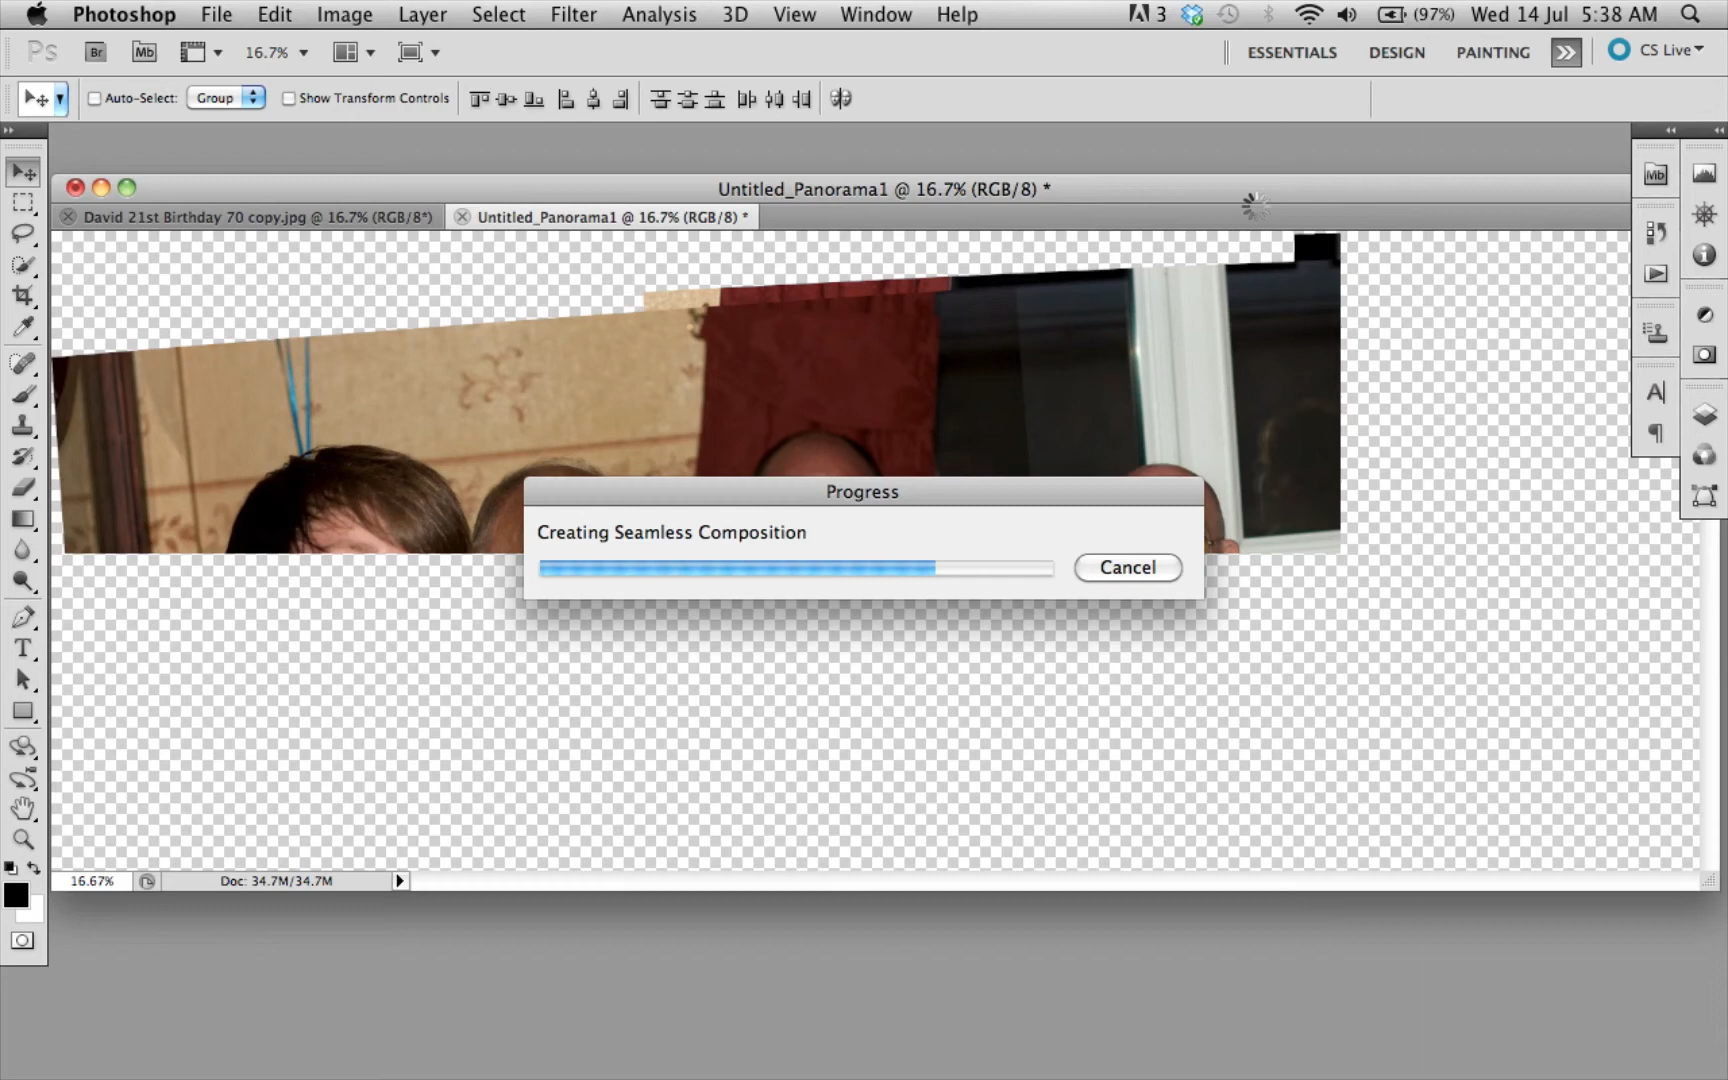 Photoshop File Edit Image Layer Select Filter Analysis 3D View Window Help 3 (97%) Wed 14 Jul 5:38 AM
Ps Br Mb 16.7% ESSENTIALS DESIGN PAINTING CS Live
Auto-Select: Group Show Transform Controls
Untitled_Panorama1 @ 16.7% (RGB/8) *
David 21st Birthday 70 copy.jpg @ 16.7% (RGB/8*) Untitled_Panorama1 @ 16.7% (RGB/8) *
Mb
Progress
Creating Seamless Composition
Cancel
16.67% Doc: 34.7M/34.7M